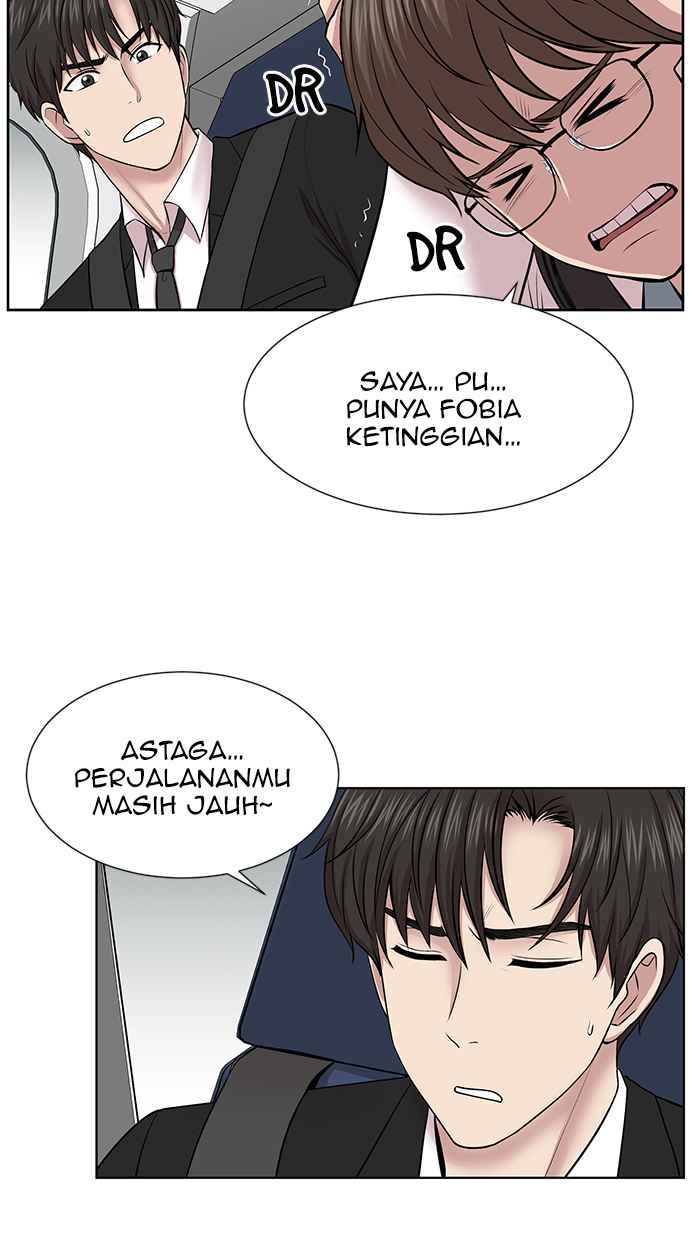 DR
DR
SAYA... PU...
PUNYA FOBIA
KETINGGIAN...
ASTAGA...
PERJALANANMU
MASIH JAUH~